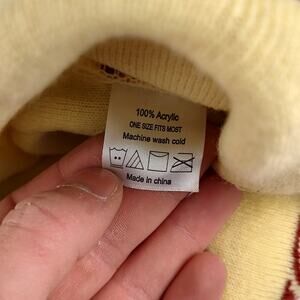 100% Acrylic
ONE SIZE FITS MOST
Machine wash cold
Made in china